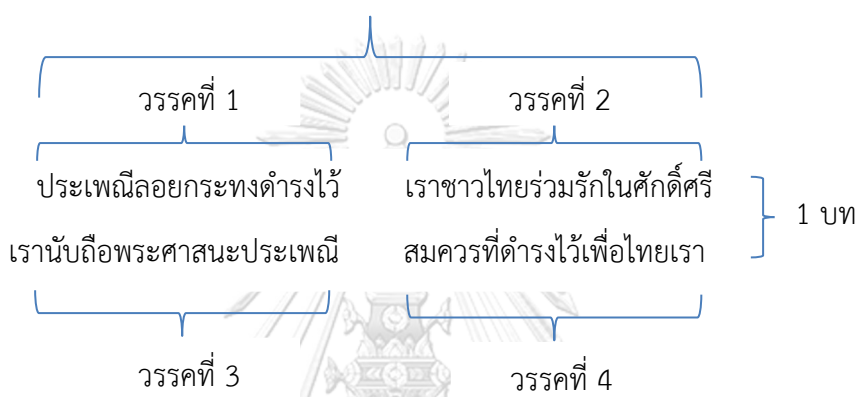 วรรคที่ 1 วรรคที่ 2
ประเพณีลอยกระทงดำรงไว้ เราชาวไทยร่วมรักในศักดิ์ศรี
1 บท
เรานับถือพระศาสนะประเพณี สมควรที่ดำรงไว้เพื่อไทยเรา
วรรคที่ 3 วรรคที่ 4